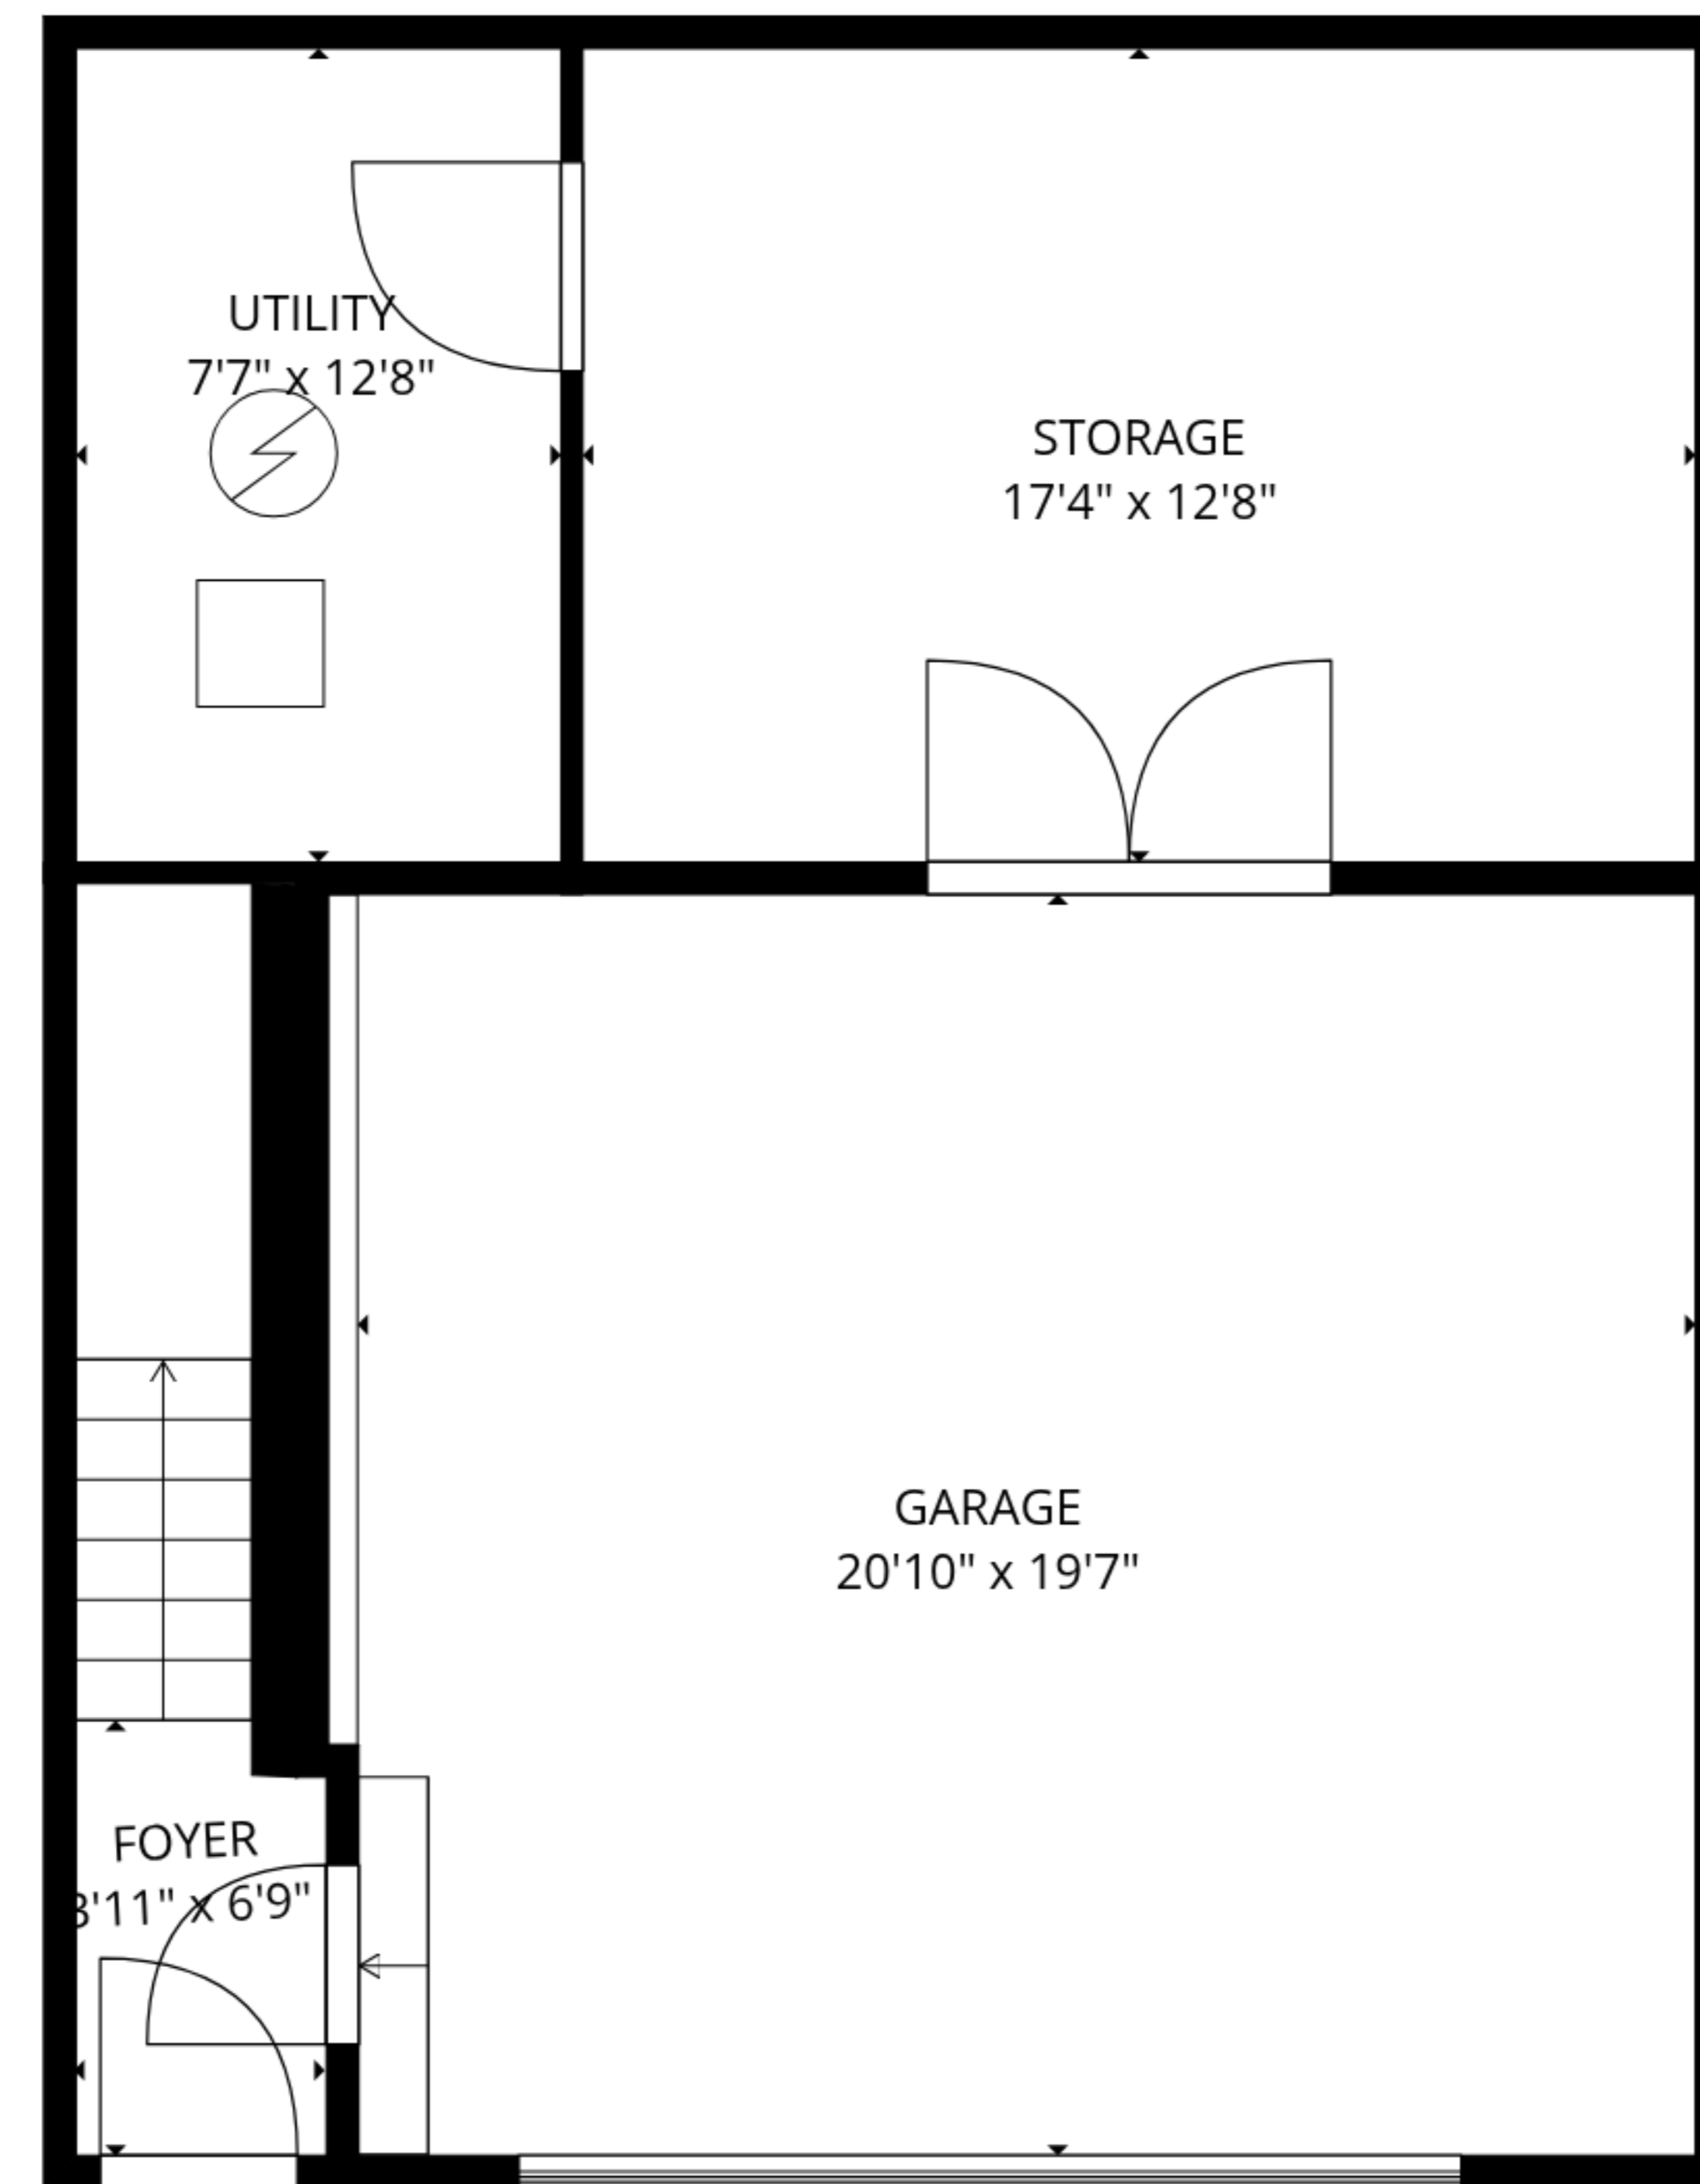 UTILITY
7'7" x 12'8"
STORAGE
17'4" x 12'8"
GARAGE
20'10" x 19'7"
FOYER
3'11" x 6'9"